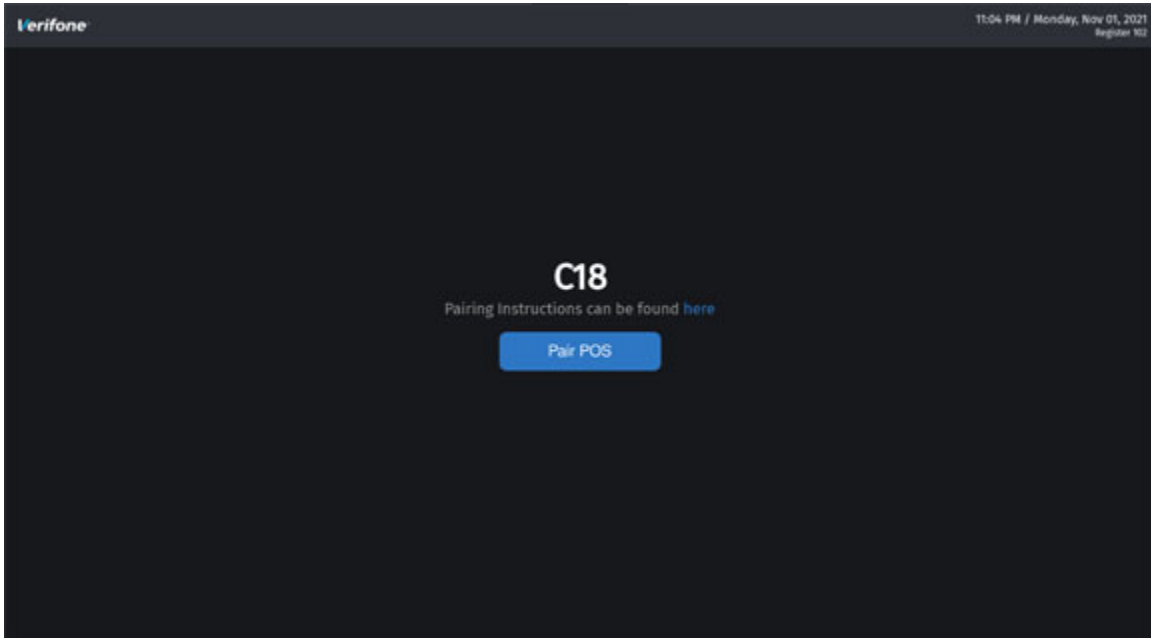 Verifone
11:04 PM / Monday, Nov 01, 2021
Register 102
C18
Pairing Instructions can be found here
Pair POS